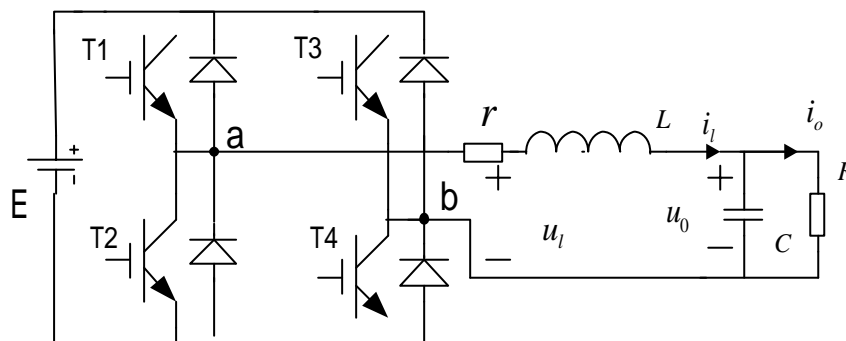 T1
T3
+
-
E
a
r
L
i_l
i_o
+
+
T2
T4
b
u_l
u_0
C
−
−